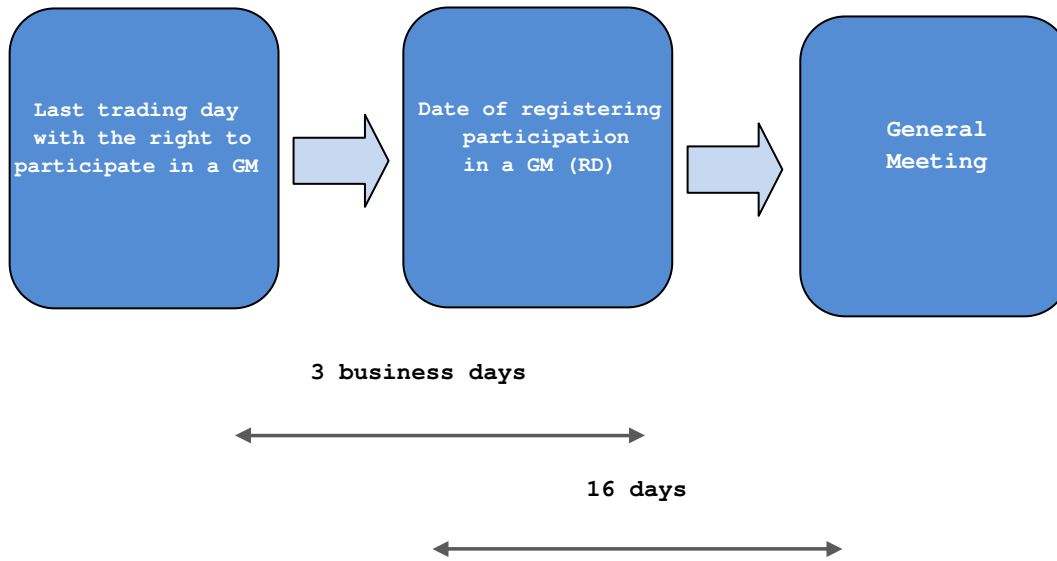 Last trading day
with the right to
participate in a GM
Date of registering
participation
in a GM (RD)
General
Meeting
3 business days
16 days